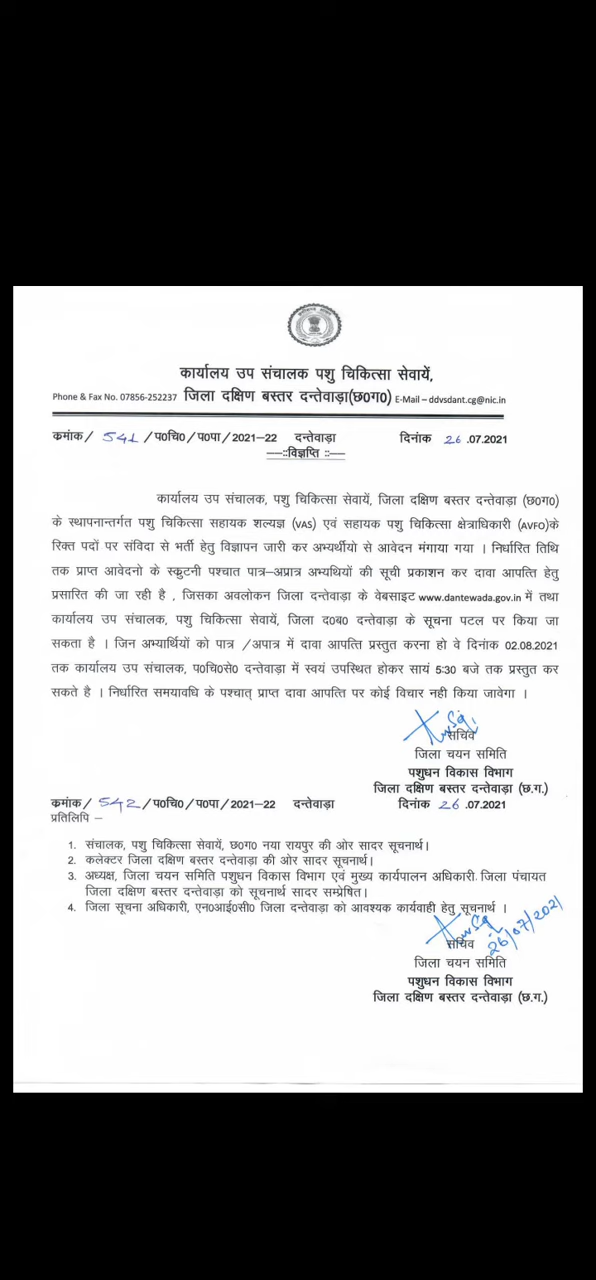 कार्यालय उप संचालक पशु चिकित्सा सेवायें,
Phone & Fax No. 07856-252237 जिला दक्षिण बस्तर दन्तेवाड़ा(छ0ग0) E-Mail – ddvsdant.cg@nic.in
कमांक / 541 / प0चि0 / प0पा / 2021–22 दन्तेवाड़ा दिनांक 26 .07.2021
—::विज्ञप्ति ::—
कार्यालय उप संचालक, पशु चिकित्सा सेवायें, जिला दक्षिण बस्तर दन्तेवाड़ा (छ0ग0)
के स्थापनान्तर्गत पशु चिकित्सा सहायक शल्यज्ञ (VAS) एवं सहायक पशु चिकित्सा क्षेत्राधिकारी (AVFO)के
रिक्त पदों पर संविदा से भर्ती हेतु विज्ञापन जारी कर अभ्यर्थीयो से आवेदन मंगाया गया । निर्धारित तिथि
तक प्राप्त आवेदनो के स्कुटनी पश्चात पात्र–अप्रात्र अभ्यथियों की सूची प्रकाशन कर दावा आपत्ति हेतु
प्रसारित की जा रही है , जिसका अवलोकन जिला दन्तेवाड़ा के वेबसाइट www.dantewada.gov.in में तथा
कार्यालय उप संचालक, पशु चिकित्सा सेवायें, जिला द0ब0 दन्तेवाड़ा के सूचना पटल पर किया जा
सकता है । जिन अभ्यार्थियों को पात्र /अपात्र में दावा आपत्ति प्रस्तुत करना हो वे दिनांक 02.08.2021
तक कार्यालय उप संचालक, प0चि0से0 दन्तेवाड़ा में स्वयं उपस्थित होकर सायं 5:30 बजे तक प्रस्तुत कर
सकते है । निर्धारित समयावधि के पश्चात् प्राप्त दावा आपत्ति पर कोई विचार नही किया जावेगा ।
सचिव
जिला चयन समिति
पशुधन विकास विभाग
जिला दक्षिण बस्तर दन्तेवाड़ा (छ.ग.)
कमांक / 542 / प0चि0 / प0पा / 2021–22 दन्तेवाड़ा दिनांक 26 .07.2021
प्रतिलिपि –
1. संचालक, पशु चिकित्सा सेवायें, छ0ग0 नया रायपुर की ओर सादर सूचनार्थ।
2. कलेक्टर जिला दक्षिण बस्तर दन्तेवाड़ा की ओर सादर सूचनार्थ।
3. अध्यक्ष, जिला चयन समिति पशुधन विकास विभाग एवं मुख्य कार्यपालन अधिकारी. जिला पंचायत
जिला दक्षिण बस्तर दन्तेवाड़ा को सूचनार्थ सादर सम्प्रेषित।
4. जिला सूचना अधिकारी, एन0आई0सी0 जिला दन्तेवाड़ा को आवश्यक कार्यवाही हेतु सूचनार्थ ।
26/07/2021
सचिव
जिला चयन समिति
पशुधन विकास विभाग
जिला दक्षिण बस्तर दन्तेवाड़ा (छ.ग.)